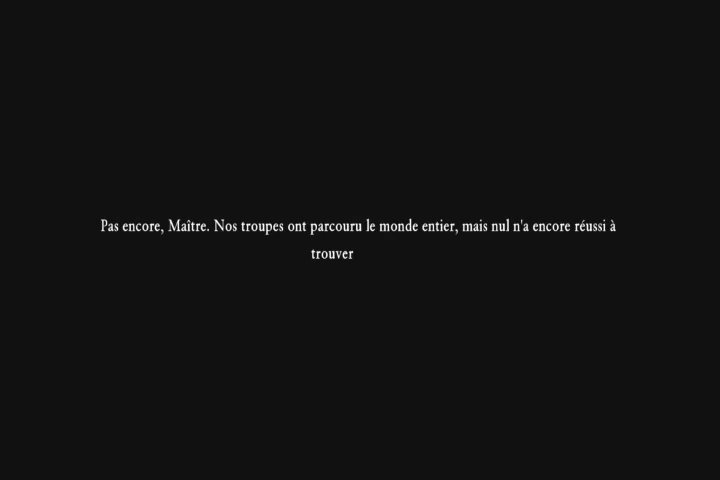 Pas encore, Maître. Nos troupes ont parcouru le monde entier, mais nul n'a encore réussi à
trouver